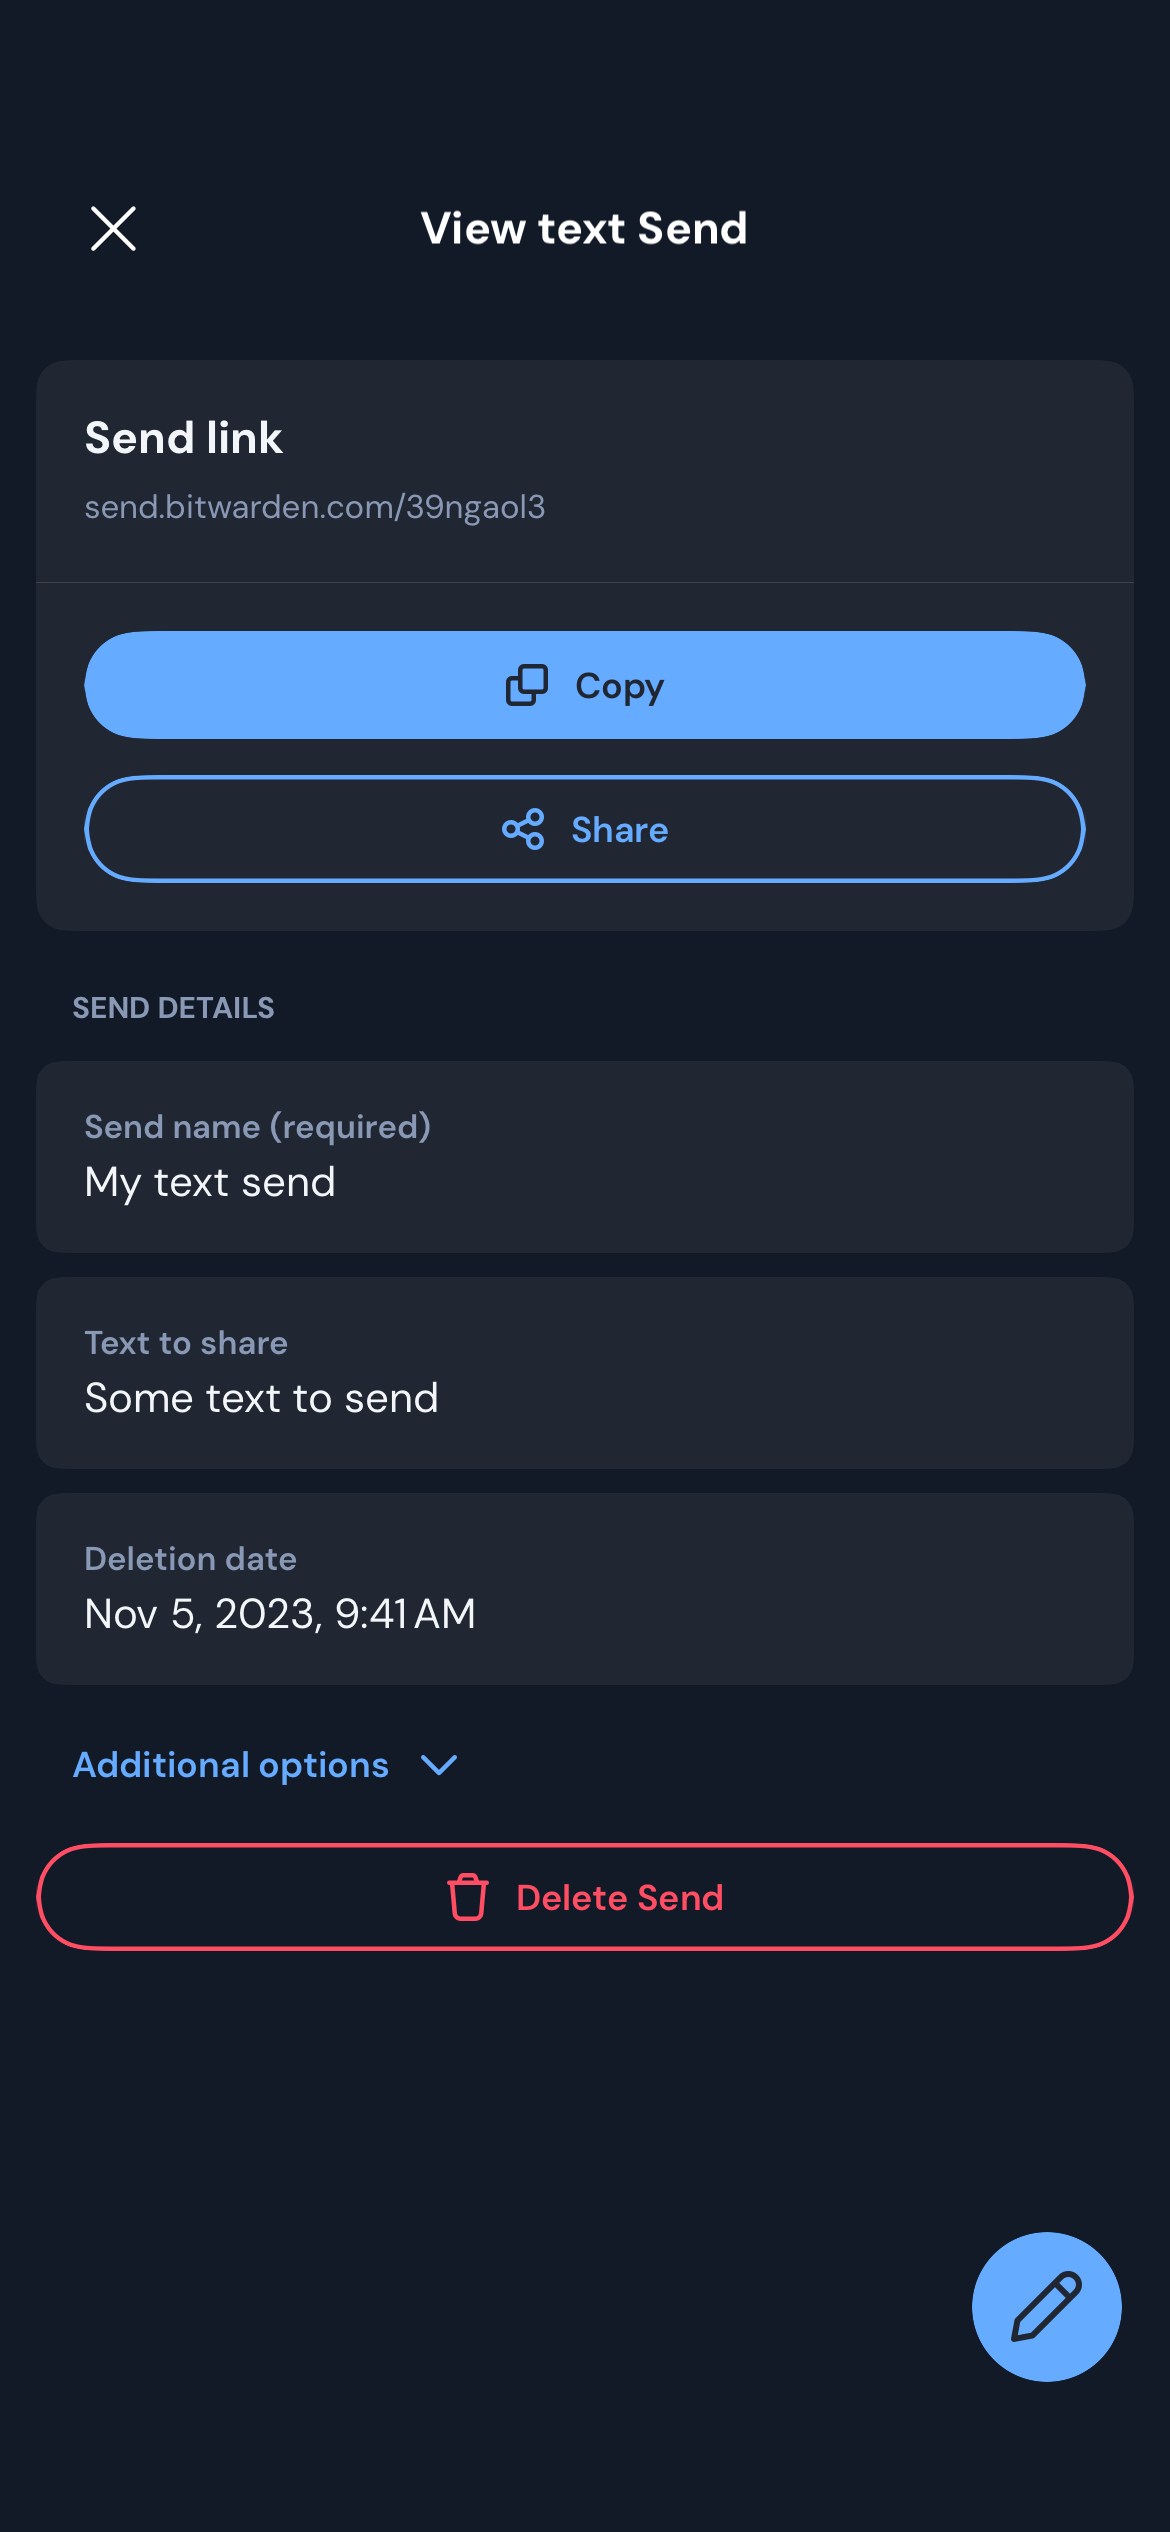 View text Send
Send link
send.bitwarden.com/39ngaol3
Copy
Share
SEND DETAILS
Send name (required)
My text send
Text to share
Some text to send
Deletion date
Nov 5, 2023, 9:41 AM
Additional options
Delete Send